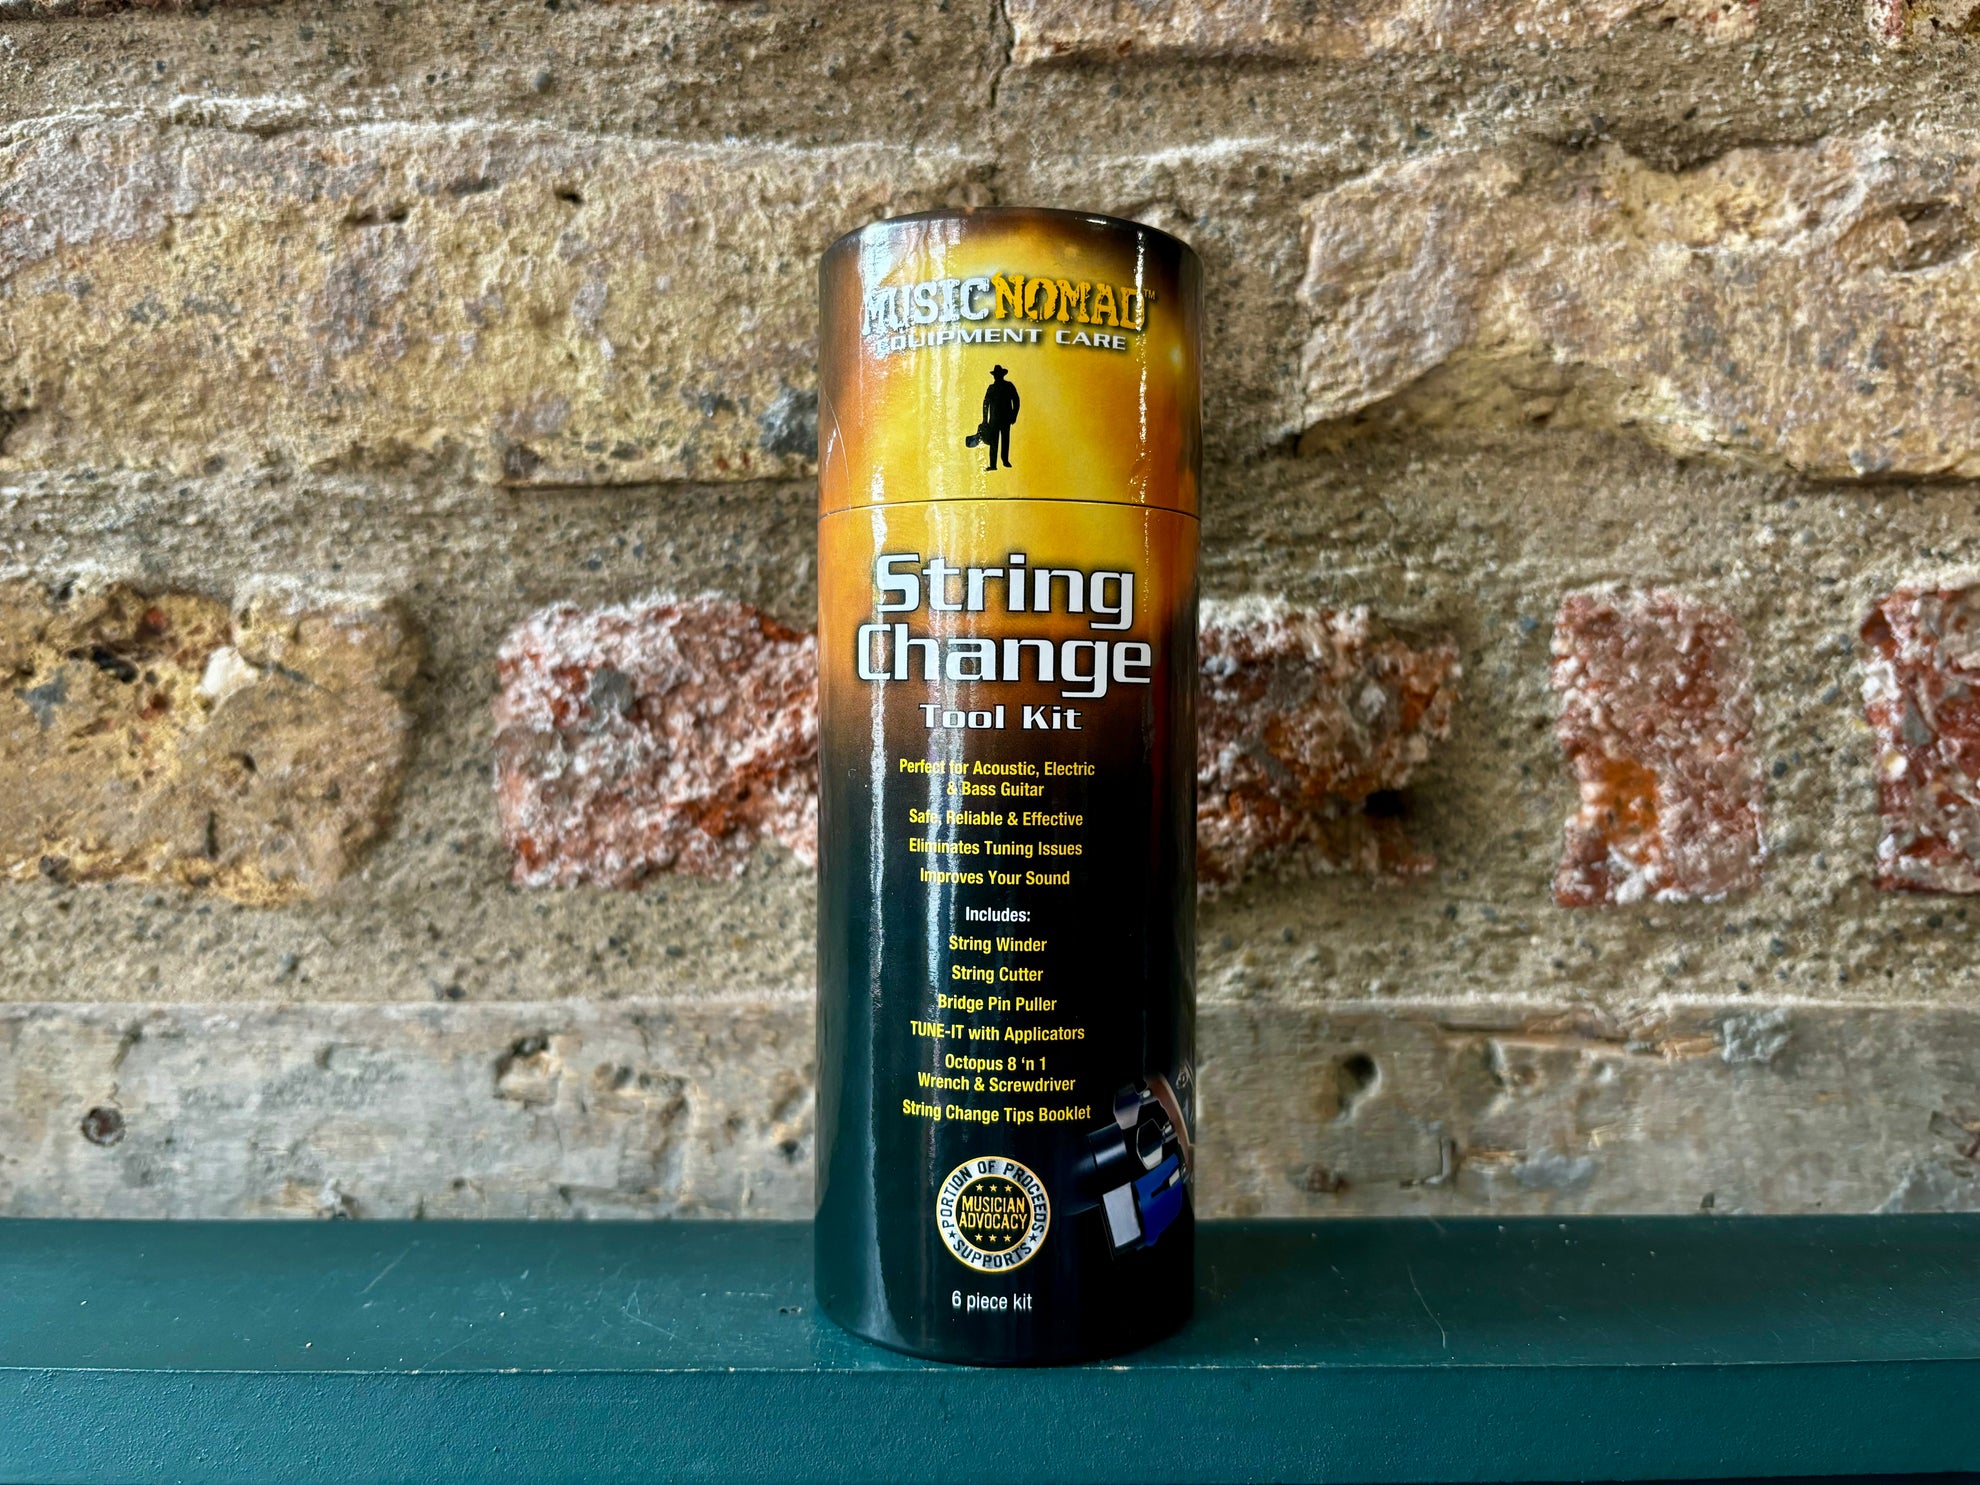 MUSICNOMAD™
EQUIPMENT CARE
String
Change
Tool Kit
Perfect for Acoustic, Electric
& Bass Guitar
Safe, Reliable & Effective
Eliminates Tuning Issues
Improves Your Sound
Includes:
String Winder
String Cutter
Bridge Pin Puller
TUNE-IT with Applicators
Octopus 8 ‘n 1
Wrench & Screwdriver
String Change Tips Booklet
PORTION OF PROCEEDS
MUSICIAN
ADVOCACY
SUPPORTS
6 piece kit